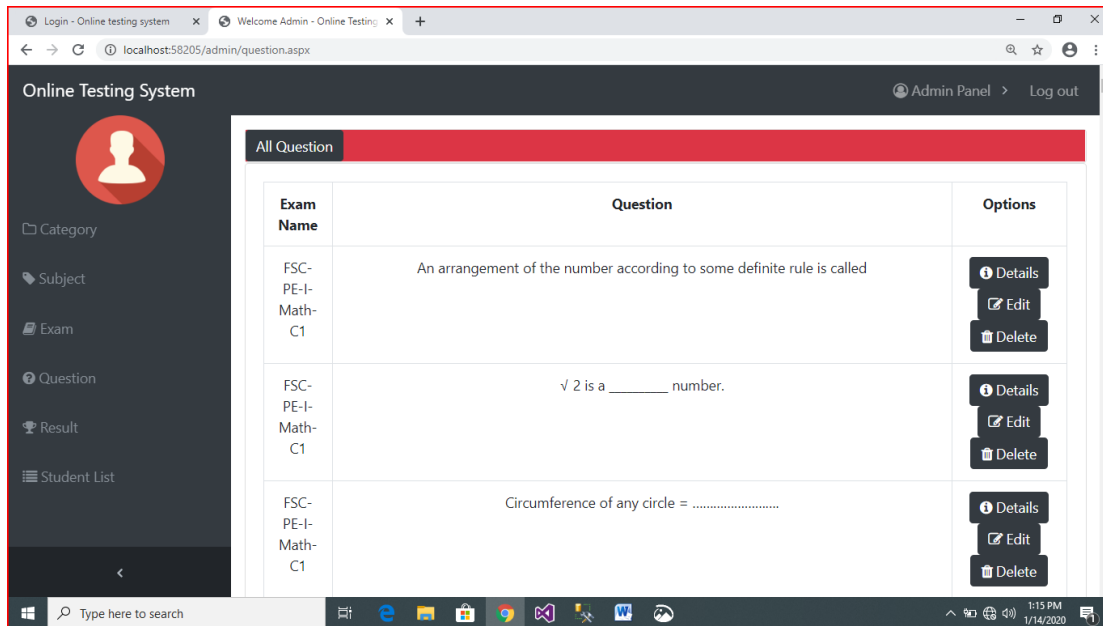 Login - Online testing system
Welcome Admin - Online Testing
localhost:58205/admin/question.aspx
Online Testing System
Admin Panel >
Log out
Category
Subject
Exam
Question
Result
Student List
All Question
Exam Name
Question
Options
FSC-
PE-I-
Math-
C1
An arrangement of the number according to some definite rule is called
Details
Edit
Delete
FSC-
PE-I-
Math-
C1
√ 2 is a _________ number.
Details
Edit
Delete
FSC-
PE-I-
Math-
C1
Circumference of any circle = .........................
Details
Edit
Delete
Type here to search
1:15 PM
1/14/2020